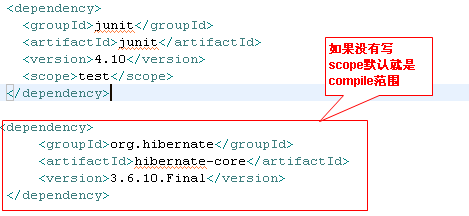 <dependency>
<groupId>junit</groupId>
<artifactId>junit</artifactId>
<version>4.10</version>
<scope>test</scope>
</dependency>
如果没有写
scope默认就是
compile范围
<dependency>
<groupId>org.hibernate</groupId>
<artifactId>hibernate-core</artifactId>
<version>3.6.10.Final</version>
</dependency>